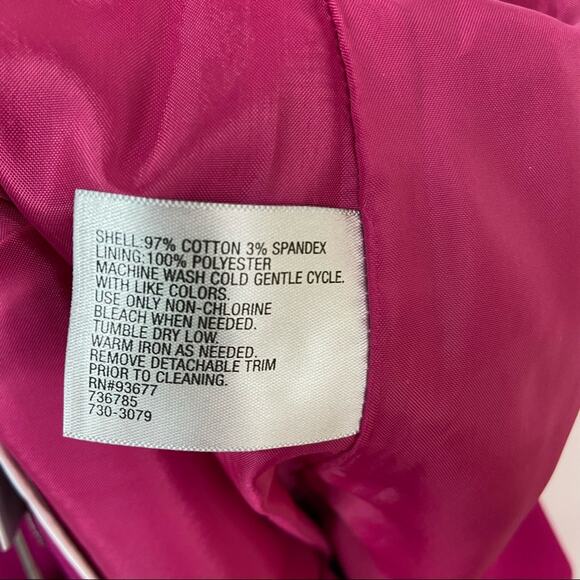 SHELL:97% COTTON 3% SPANDEX
LINING:100% POLYESTER
MACHINE WASH COLD GENTLE CYCLE.
WITH LIKE COLORS.
USE ONLY NON-CHLORINE
BLEACH WHEN NEEDED.
TUMBLE DRY LOW.
WARM IRON AS NEEDED.
REMOVE DETACHABLE TRIM
PRIOR TO CLEANING.
RN#93677
736785
730-3079